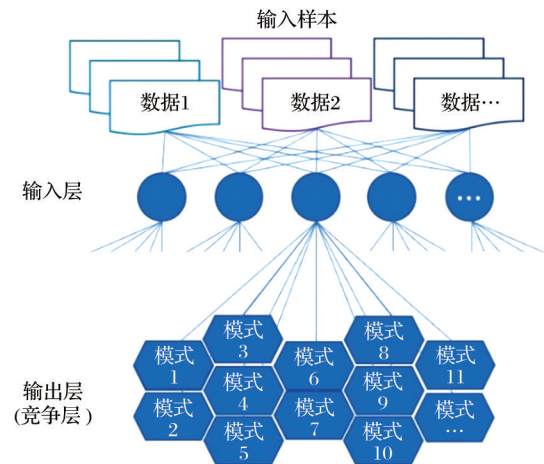 输入样本
数据1
数据2
数据…
输入层
…
模式
3
模式
8
模式
1
模式
6
模式
11
模式
4
模式
9
输出层
(竞争层)
模式
2
模式
7
模式
…
模式
5
模式
10